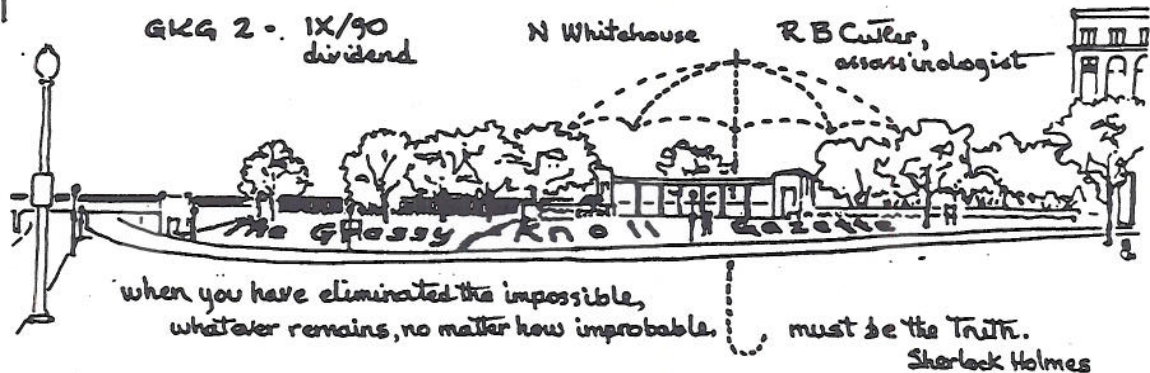 GKG 2 -. IX/90
dividend
N Whitehouse
R B Cutler,
assassinologist
The Grassy Knoll Gazette
when you have eliminated the impossible,
whatever remains, no matter how improbable,
must be the Truth.
Sherlock Holmes